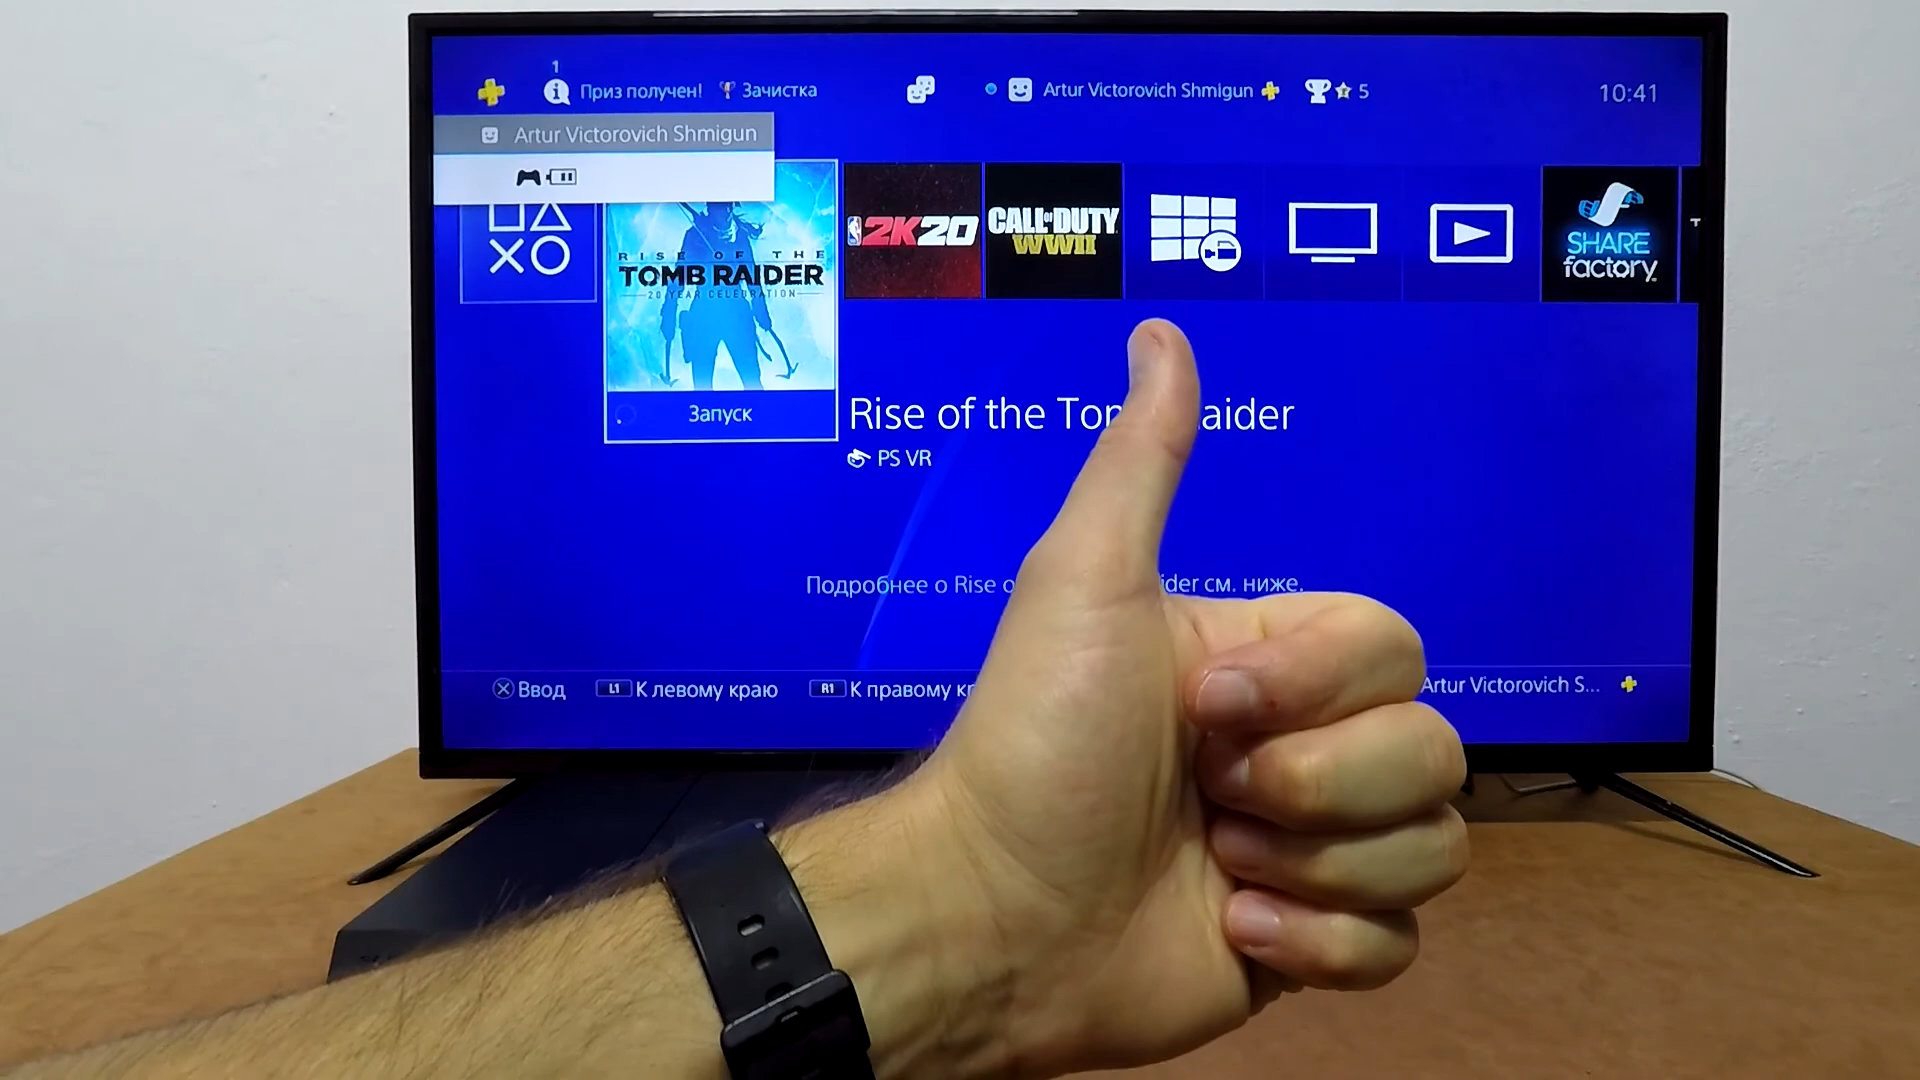 1
Приз получен! Зачистка
Artur Victorovich Shmigun
5
10:41
Artur Victorovich Shmigun
RISE OF THE
TOMB RAIDER
20 YEAR CELEBRATION
2K20
CALL OF DUTY
WWII
SHARE
factory
Запуск
Rise of the Tom aider
PS VR
Подробнее о Rise o ider см. ниже.
Ввод
L1 К левому краю
R1 К правому кр
Artur Victorovich S...